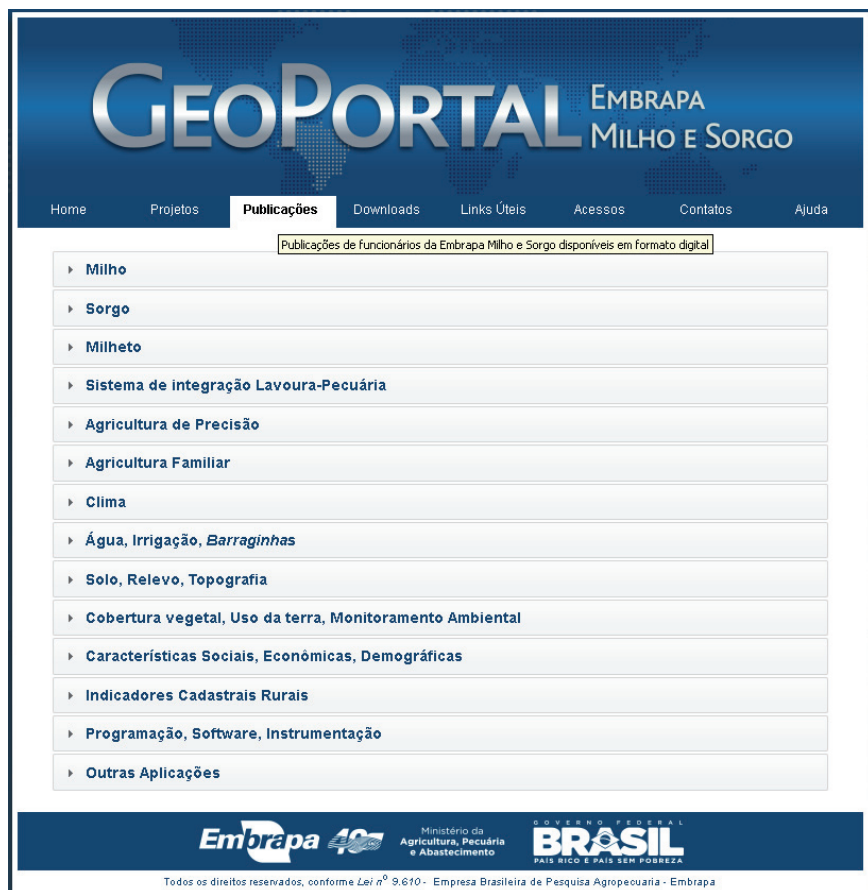 GEOPORTAL EMBRAPA
MILHO E SORGO
Home Projetos Publicações Downloads Links Úteis Acessos Contatos Ajuda
Publicações de funcionários da Embrapa Milho e Sorgo disponíveis em formato digital
Milho
Sorgo
Milheto
Sistema de integração Lavoura-Pecuária
Agricultura de Precisão
Agricultura Familiar
Clima
Água, Irrigação, Barraginhas
Solo, Relevo, Topografia
Cobertura vegetal, Uso da terra, Monitoramento Ambiental
Características Sociais, Econômicas, Demográficas
Indicadores Cadastrais Rurais
Programação, Software, Instrumentação
Outras Aplicações
Embrapa 40
Ministério da
Agricultura, Pecuária
e Abastecimento
GOVERNO FEDERAL
BRASIL
PAÍS RICO É PAÍS SEM POBREZA
Todos os direitos reservados, conforme Lei nº 9.610 - Empresa Brasileira de Pesquisa Agropecuaria - Embrapa